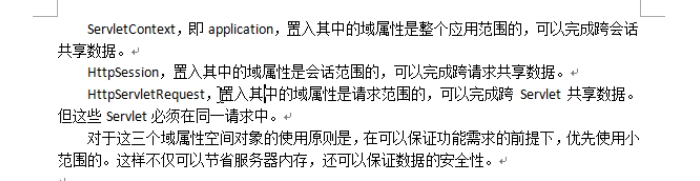 ServletContext，即 application，置入其中的域属性是整个应用范围的，可以完成跨会话
共享数据。
HttpSession，置入其中的域属性是会话范围的，可以完成跨请求共享数据。
HttpServletRequest，置入其中的域属性是请求范围的，可以完成跨 Servlet 共享数据。
但这些 Servlet 必须在同一请求中。
对于这三个域属性空间对象的使用原则是，在可以保证功能需求的前提下，优先使用小
范围的。这样不仅可以节省服务器内存，还可以保证数据的安全性。